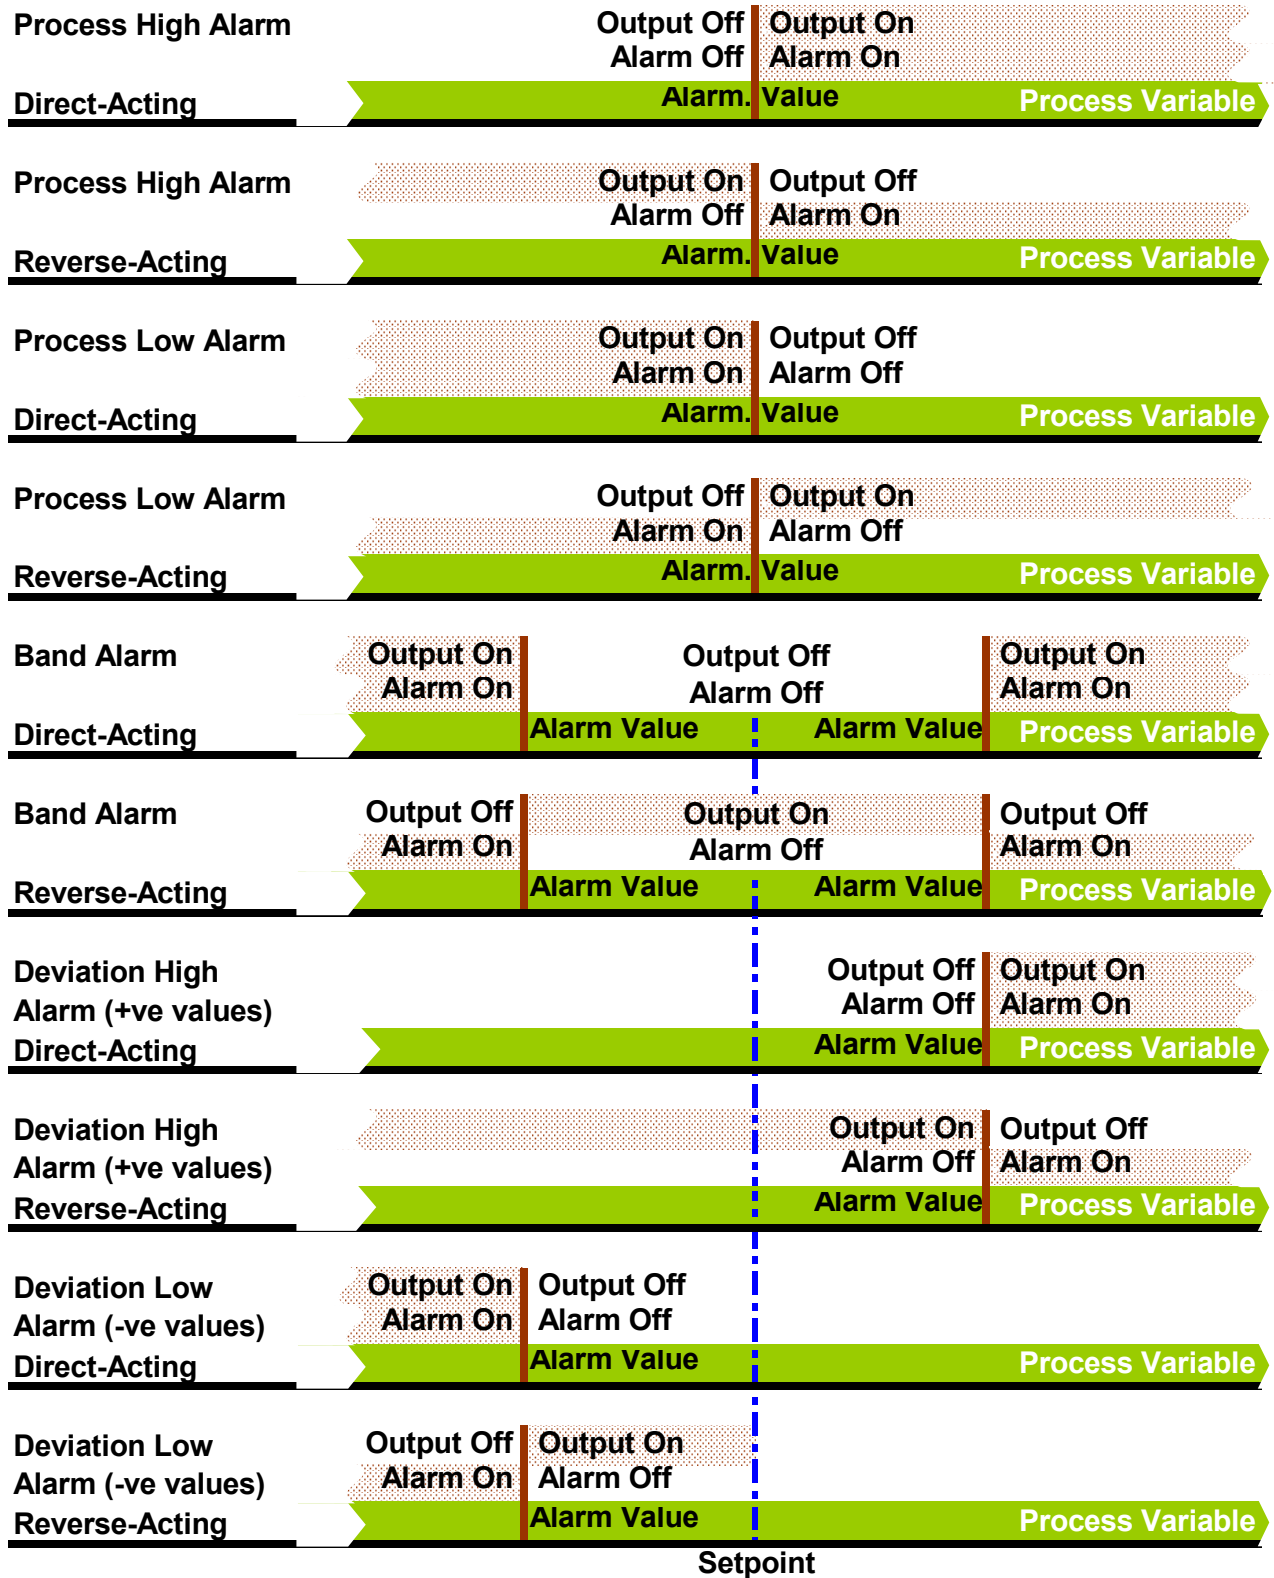 Process High Alarm Output Off Output On
Alarm Off Alarm On
Direct-Acting Alarm. Value Process Variable
Process High Alarm Output On Output Off
Alarm Off Alarm On
Reverse-Acting Alarm. Value Process Variable
Process Low Alarm Output On Output Off
Alarm On Alarm Off
Direct-Acting Alarm. Value Process Variable
Process Low Alarm Output Off Output On
Alarm On Alarm Off
Reverse-Acting Alarm. Value Process Variable
Band Alarm Output On Output Off Output On
Alarm On Alarm Off Alarm On
Direct-Acting Alarm Value Alarm Value Process Variable
Band Alarm Output Off Output On Output Off
Alarm On Alarm Off Alarm On
Reverse-Acting Alarm Value Alarm Value Process Variable
Deviation High Output Off Output On
Alarm (+ve values) Alarm Off Alarm On
Direct-Acting Alarm Value Process Variable
Deviation High Output On Output Off
Alarm (+ve values) Alarm Off Alarm On
Reverse-Acting Alarm Value Process Variable
Deviation Low Output On Output Off
Alarm (-ve values) Alarm On Alarm Off
Direct-Acting Alarm Value Process Variable
Deviation Low Output Off Output On
Alarm (-ve values) Alarm On Alarm Off
Reverse-Acting Alarm Value Process Variable
Setpoint